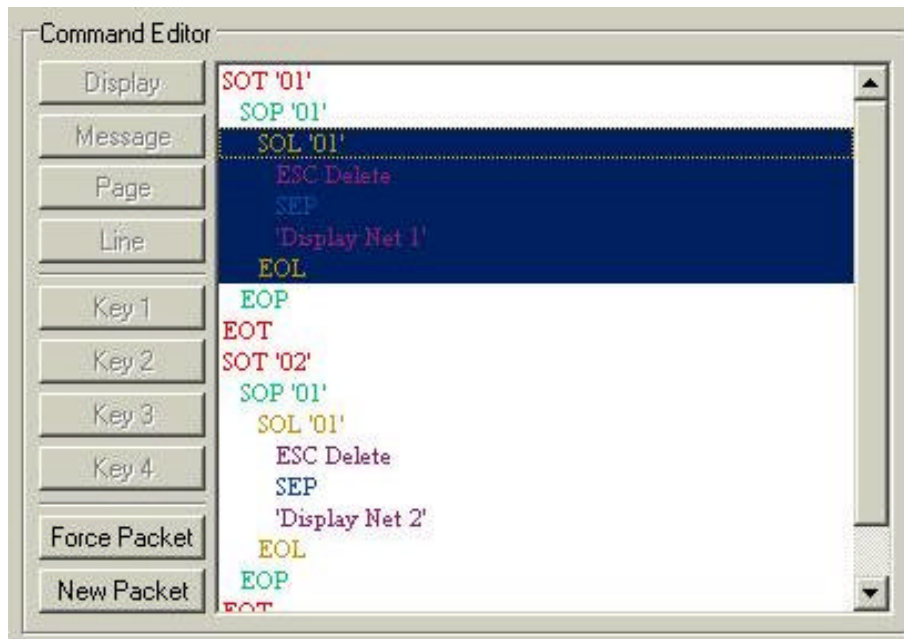 Command Editor
Display
Message
Page
Line
Key 1
Key 2
Key 3
Key 4
Force Packet
New Packet
SOT '01'
SOP '01'
SOL '01'
ESC Delete
SEP
'Display Net 1'
EOL
EOP
EOT
SOT '02'
SOP '01'
SOL '01'
ESC Delete
SEP
'Display Net 2'
EOL
EOP
EOT